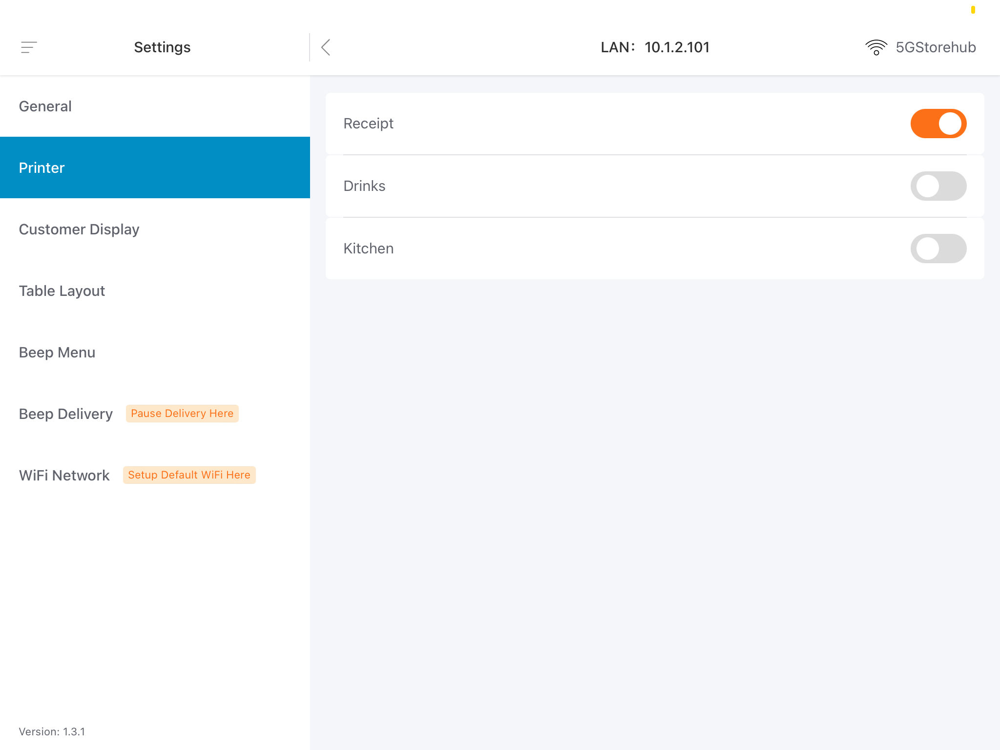 Settings
LAN: 10.1.2.101
5GStorehub
General
Printer
Customer Display
Table Layout
Beep Menu
Beep Delivery Pause Delivery Here
WiFi Network Setup Default WiFi Here
Version: 1.3.1
Receipt
Drinks
Kitchen